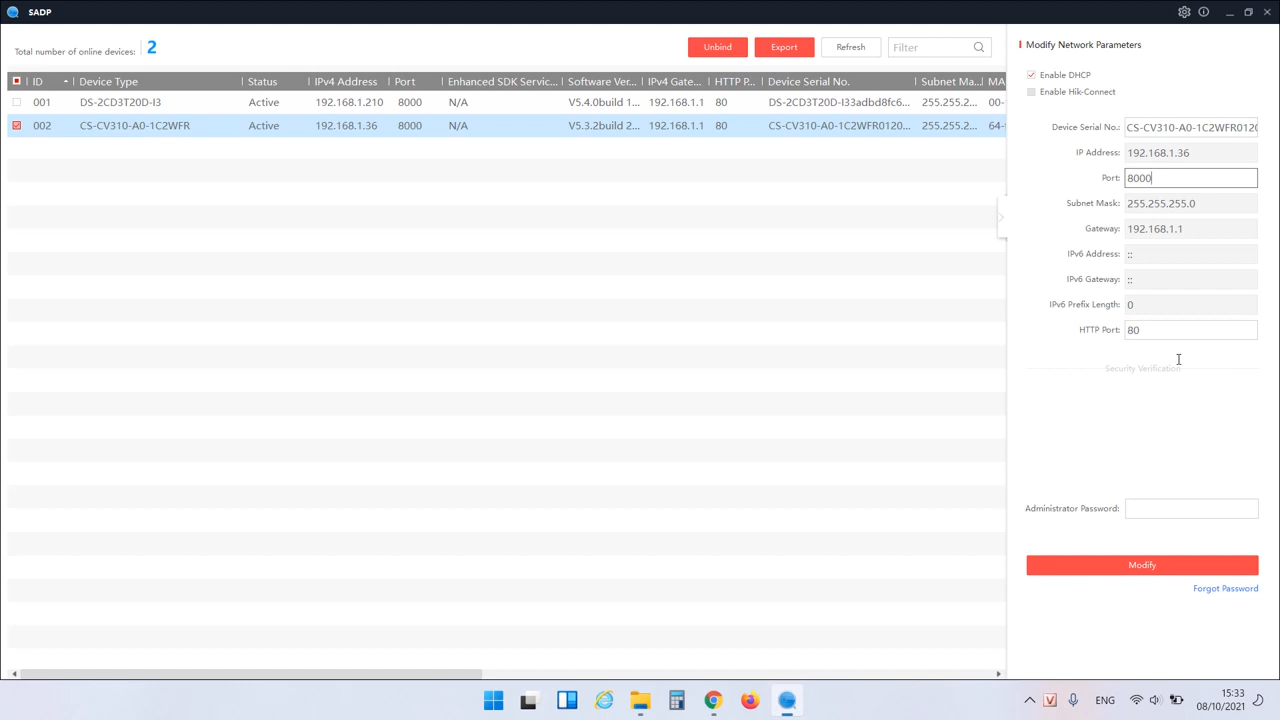 SADP
Total number of online devices: 2
Unbind Export Refresh Filter
ID Device Type Status IPv4 Address Port Enhanced SDK Servic... Software Ver... IPv4 Gate... HTTP P... Device Serial No. Subnet Ma... MA
001 DS-2CD3T20D-I3 Active 192.168.1.210 8000 N/A V5.4.0build 1... 192.168.1.1 80 DS-2CD3T20D-I33adbd8fc6... 255.255.2... 00-
002 CS-CV310-A0-1C2WFR Active 192.168.1.36 8000 N/A V5.3.2build 2... 192.168.1.1 80 CS-CV310-A0-1C2WFR0120... 255.255.2... 64-
Modify Network Parameters
Enable DHCP
Enable Hik-Connect
Device Serial No.: CS-CV310-A0-1C2WFR0120
IP Address: 192.168.1.36
Port: 8000
Subnet Mask: 255.255.255.0
Gateway: 192.168.1.1
IPv6 Address: ::
IPv6 Gateway: ::
IPv6 Prefix Length: 0
HTTP Port: 80
Security Verification
Administrator Password:
Modify
Forgot Password
ENG
15:33
08/10/2021